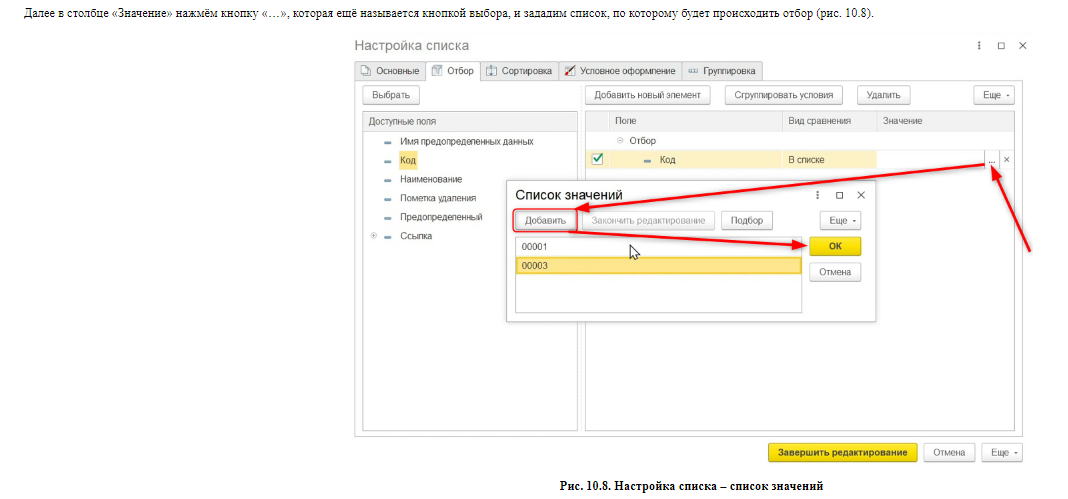 Далее в столбце «Значение» нажмём кнопку «…», которая ещё называется кнопкой выбора, и зададим список, по которому будет происходить отбор (рис. 10.8).
Настройка списка
Основные Отбор Сортировка Условное оформление Группировка
Выбрать Добавить новый элемент Сгруппировать условия Удалить Еще
Доступные поля Поле Вид сравнения Значение
Имя предопределенных данных Отбор
Код Код В списке ...
Наименование
Пометка удаления
Предопределенный
Ссылка
Список значений
Добавить Закончить редактирование Подбор Еще
00001 ОК
00003 Отмена
Завершить редактирование Отмена Еще
Рис. 10.8. Настройка списка – список значений